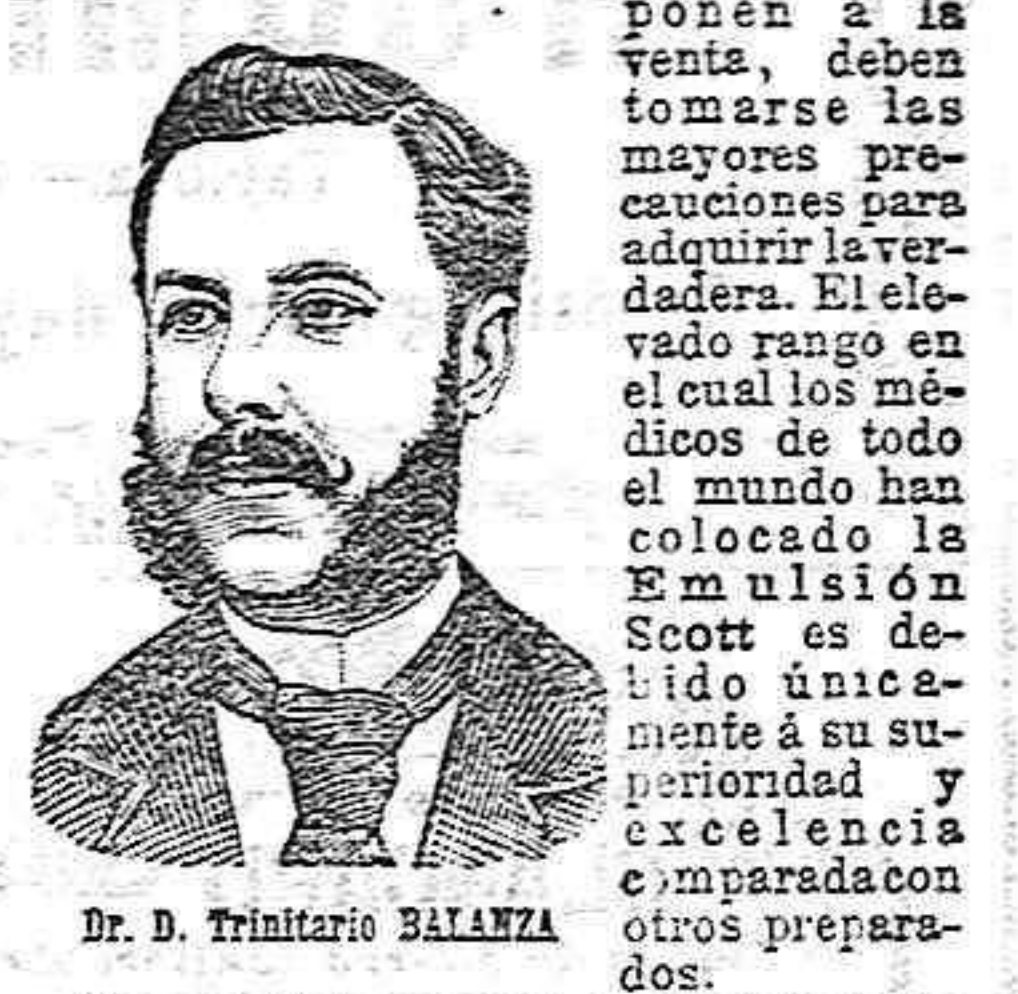 ponen á la
venta, deben
tomarse las
mayores pre-
cauciones para
adquirir la ver-
dadera. El ele-
vado rango en
el cual los mé-
dicos de todo
el mundo han
colocado la
Emulsión
Scott es de-
bido única-
mente á su su-
perioridad y
excelencia
comparada con
otros prepara-
dos.
Dr. D. Trinitario BALANZA